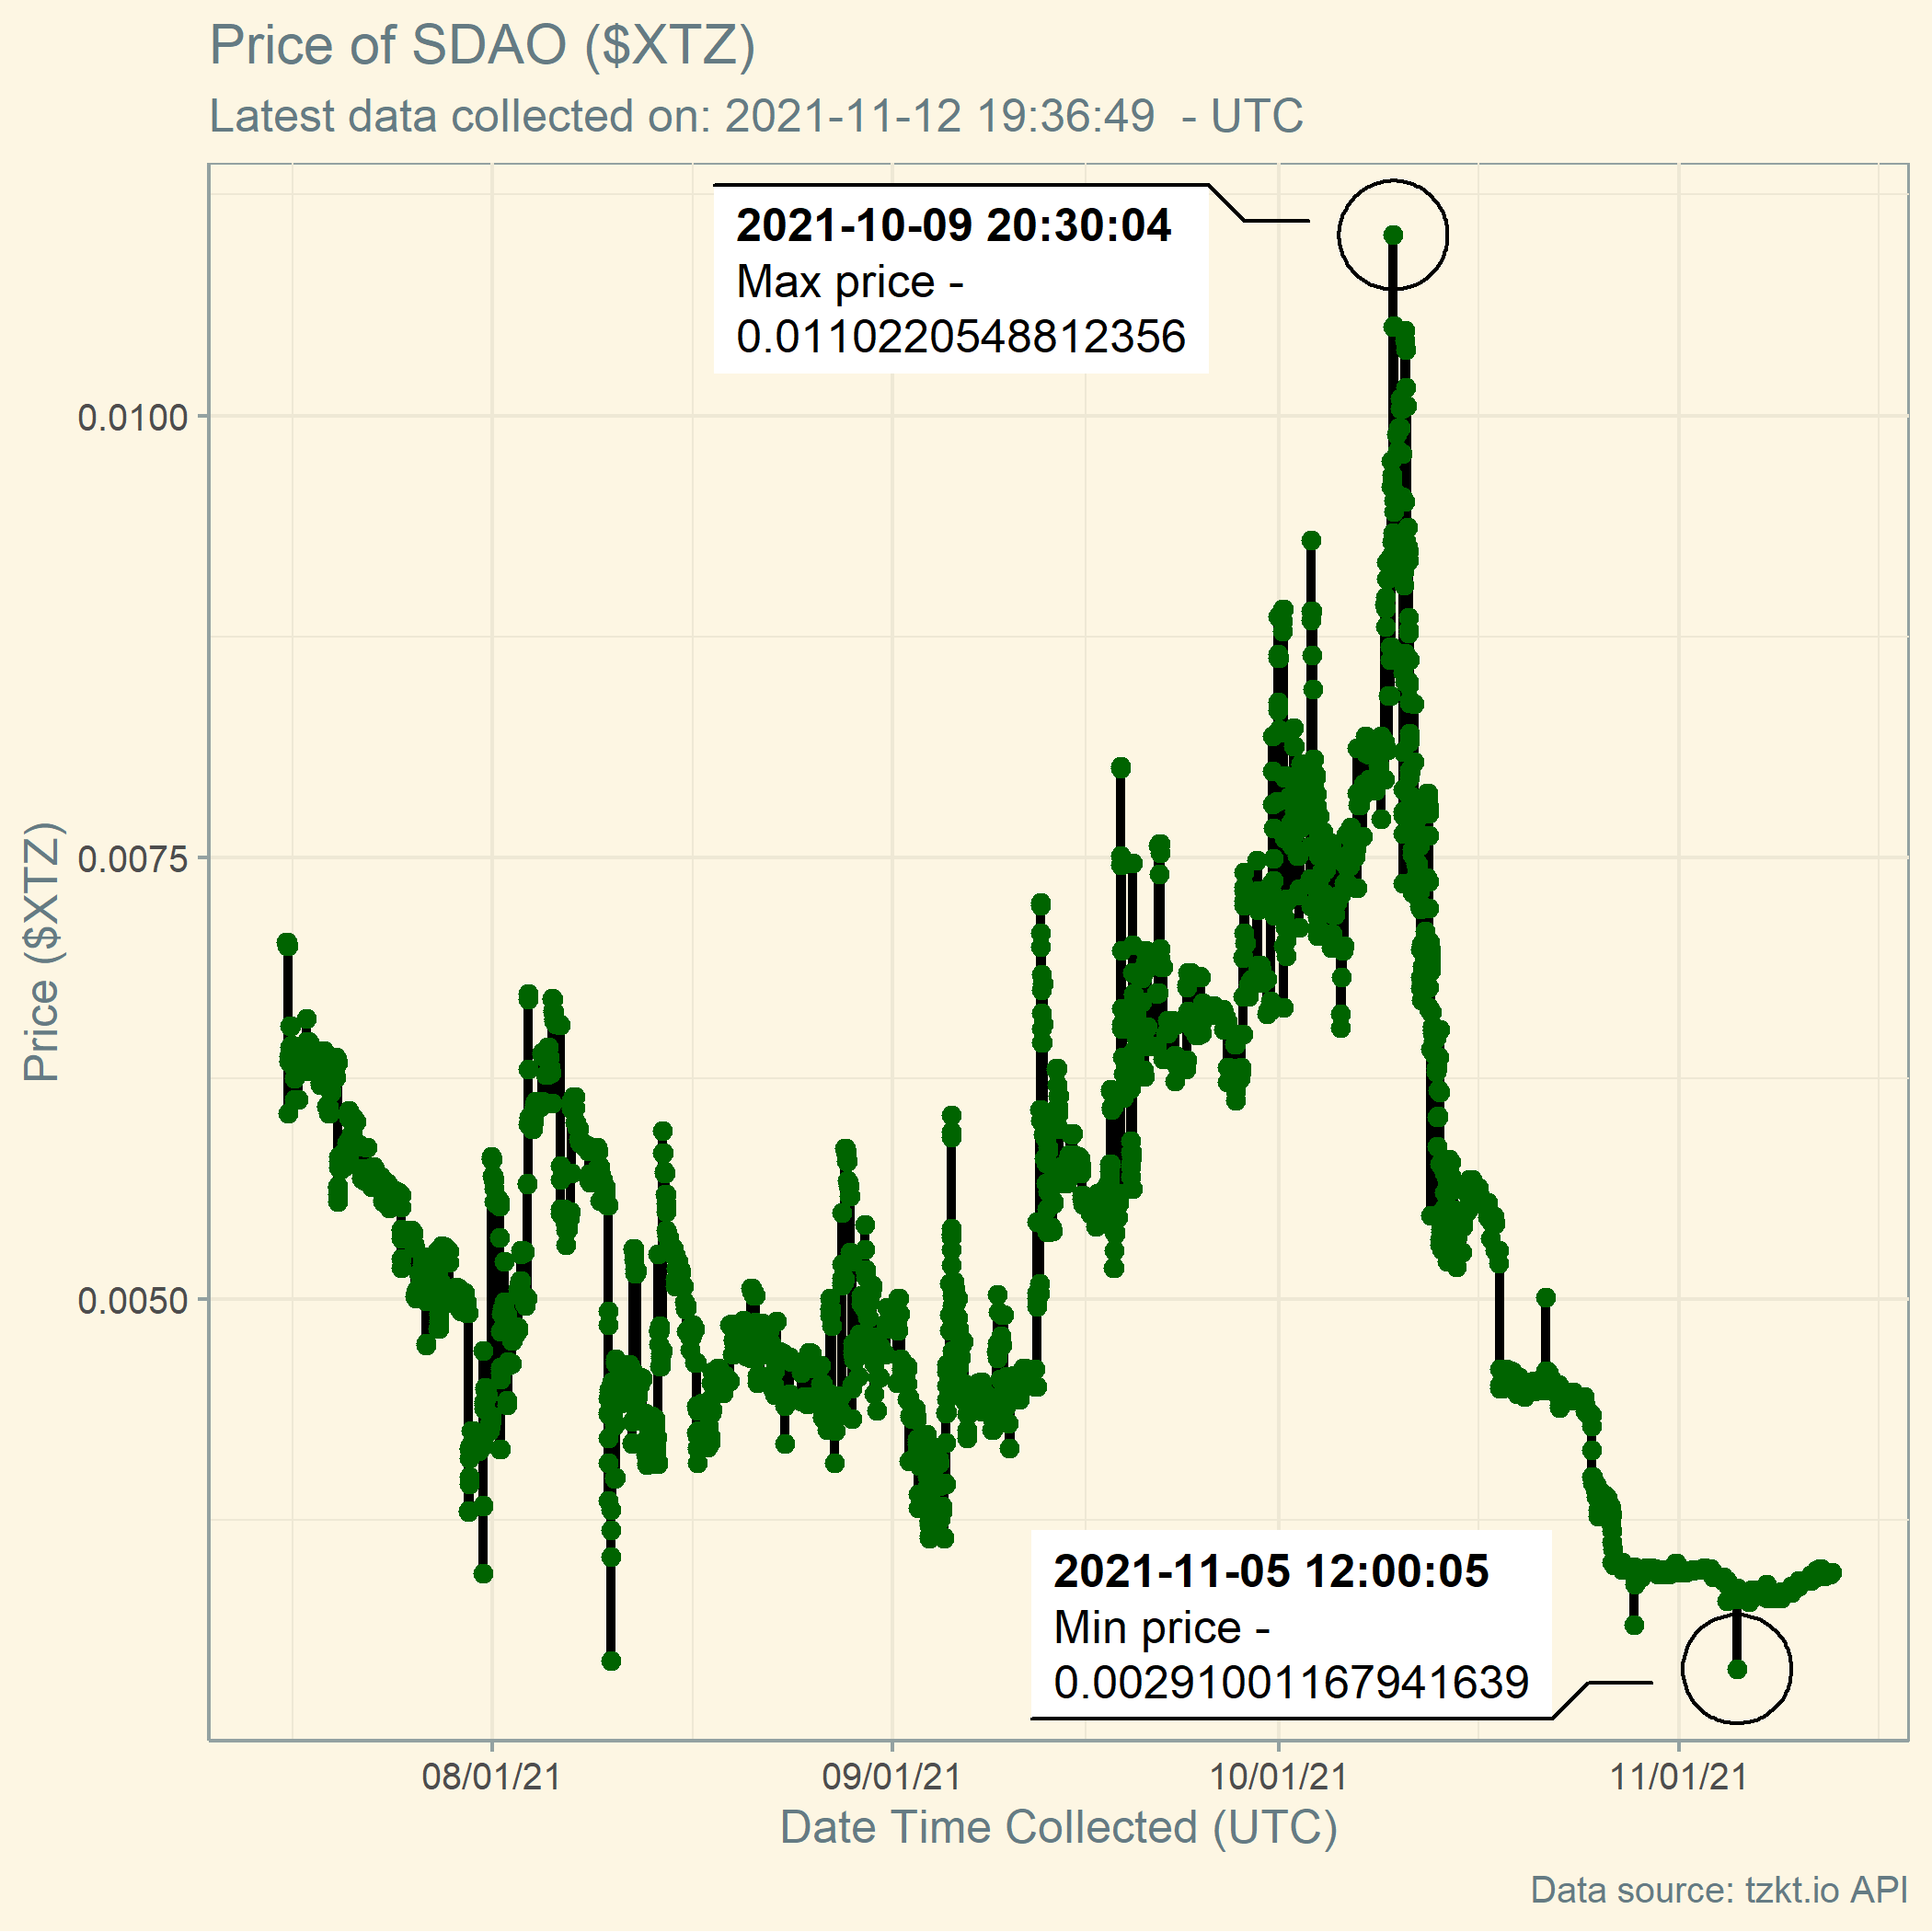 Price of SDAO ($XTZ)
Latest data collected on: 2021-11-12 19:36:49  - UTC
2021-10-09 20:30:04
Max price -
0.0110220548812356
0.0100
0.0075
0.0050
Price ($XTZ)
2021-11-05 12:00:05
Min price -
0.00291001167941639
08/01/21
09/01/21
10/01/21
11/01/21
Date Time Collected (UTC)
Data source: tzkt.io API